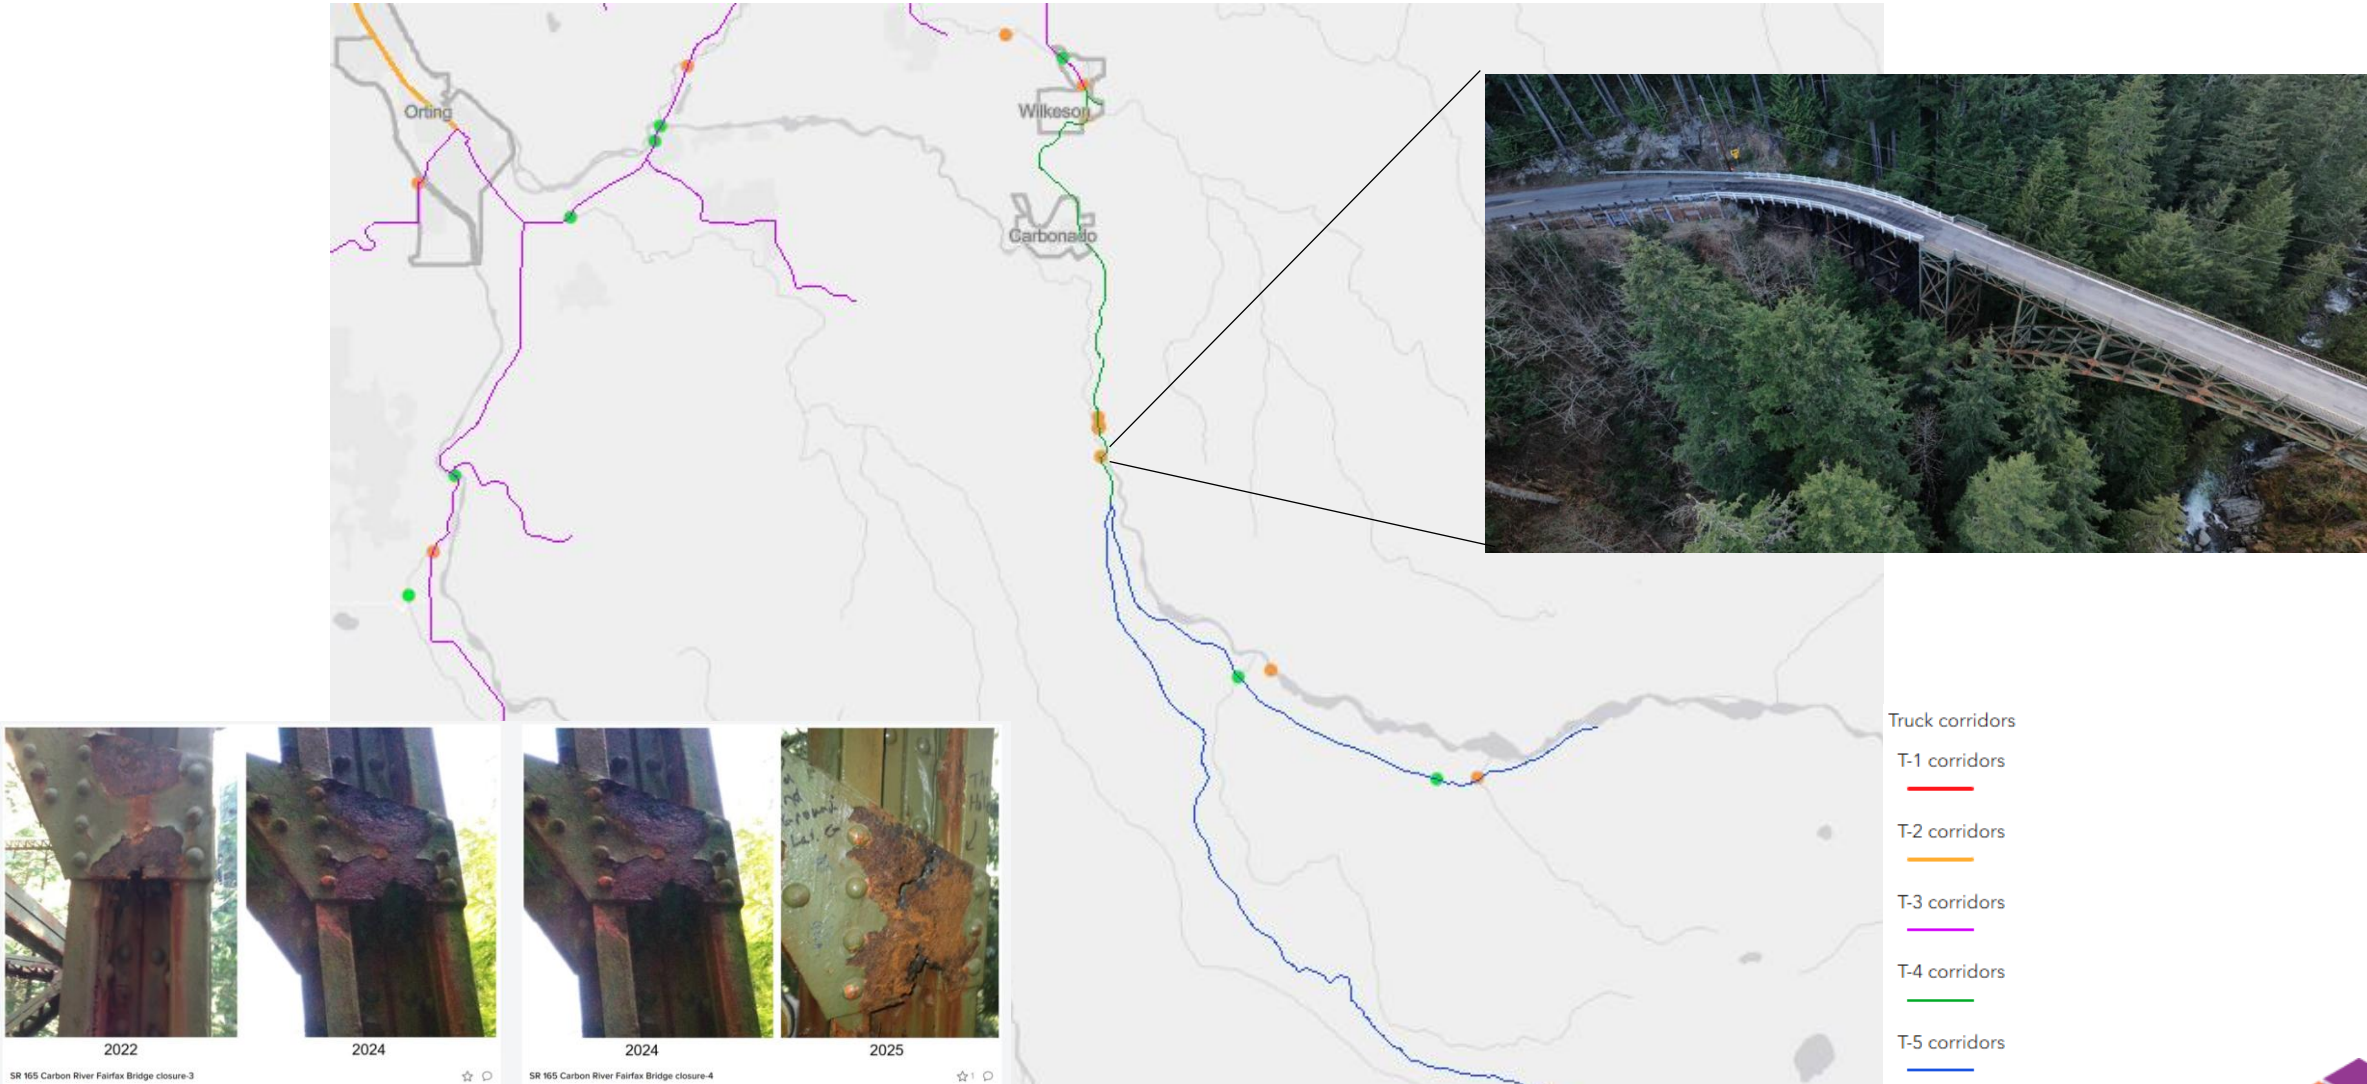 Orting
Wilkeson
Carbonado
Truck corridors
T-1 corridors
T-2 corridors
T-3 corridors
T-4 corridors
T-5 corridors
2022
2024
2024
2025
SR 165 Carbon River Fairfax Bridge closure-3
SR 165 Carbon River Fairfax Bridge closure-4
1